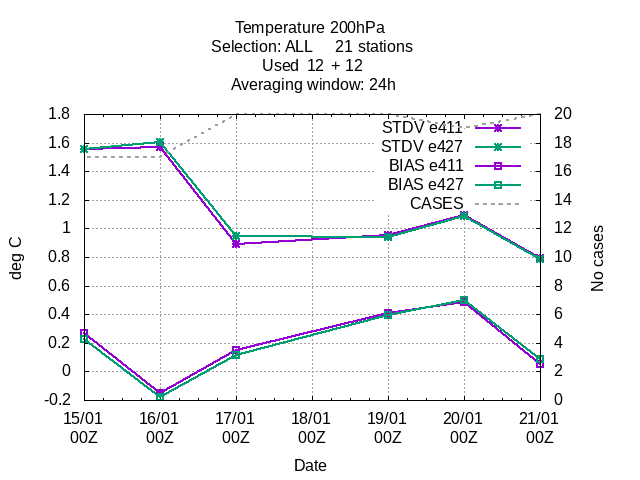 Temperature 200hPa
Selection: ALL 21 stations
Used 12 + 12
Averaging window: 24h
STDV e411
STDV e427
BIAS e411
BIAS e427
CASES
deg C
1.8
1.6
1.4
1.2
1
0.8
0.6
0.4
0.2
0
-0.2
No cases
20
18
16
14
12
10
8
6
4
2
0
15/01 16/01 17/01 18/01 19/01 20/01 21/01
00Z 00Z 00Z 00Z 00Z 00Z 00Z
Date